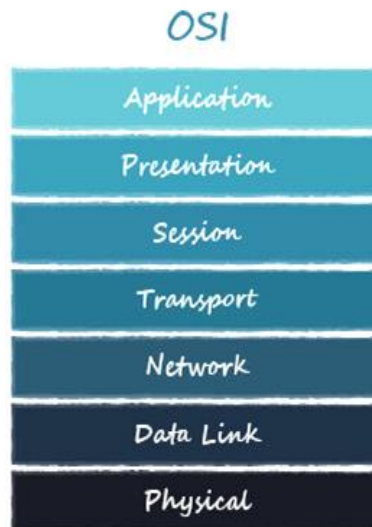 OSI
Application
Presentation
Session
Transport
Network
Data Link
Physical